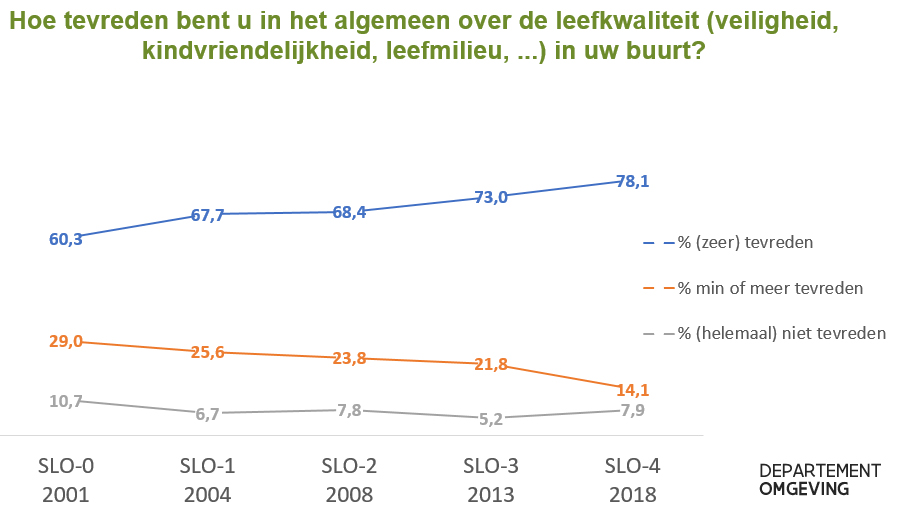 Hoe tevreden bent u in het algemeen over de leefkwaliteit (veiligheid,
kindvriendelijkheid, leefmilieu, ...) in uw buurt?
60,3
67,7
68,4
73,0
78,1
% (zeer) tevreden
% min of meer tevreden
% (helemaal) niet tevreden
29,0
25,6
23,8
21,8
14,1
10,7
6,7
7,8
5,2
7,9
SLO-0
2001
SLO-1
2004
SLO-2
2008
SLO-3
2013
SLO-4
2018
DEPARTEMENT
OMGEVING